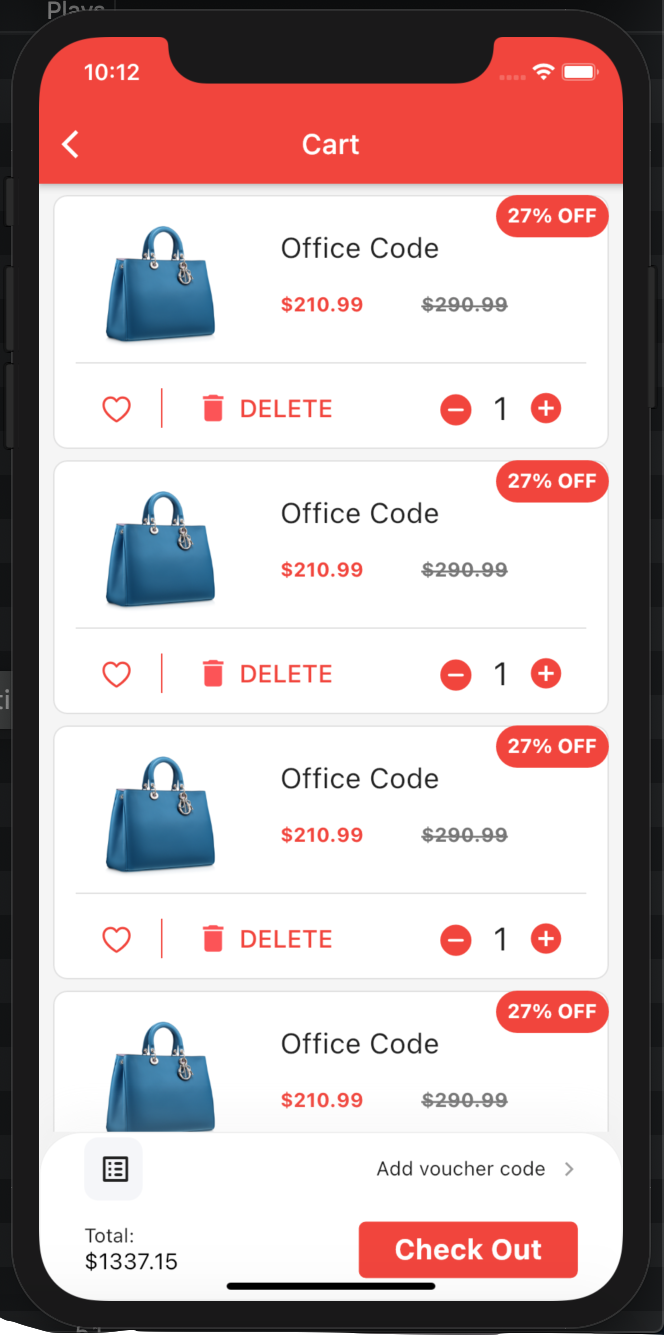 Plays
10:12
Cart
27% OFF
Office Code
$210.99 $290.99
DELETE 1
27% OFF
Office Code
$210.99 $290.99
DELETE 1
27% OFF
Office Code
$210.99 $290.99
DELETE 1
27% OFF
Office Code
$210.99 $290.99
Add voucher code
Total:
$1337.15
Check Out